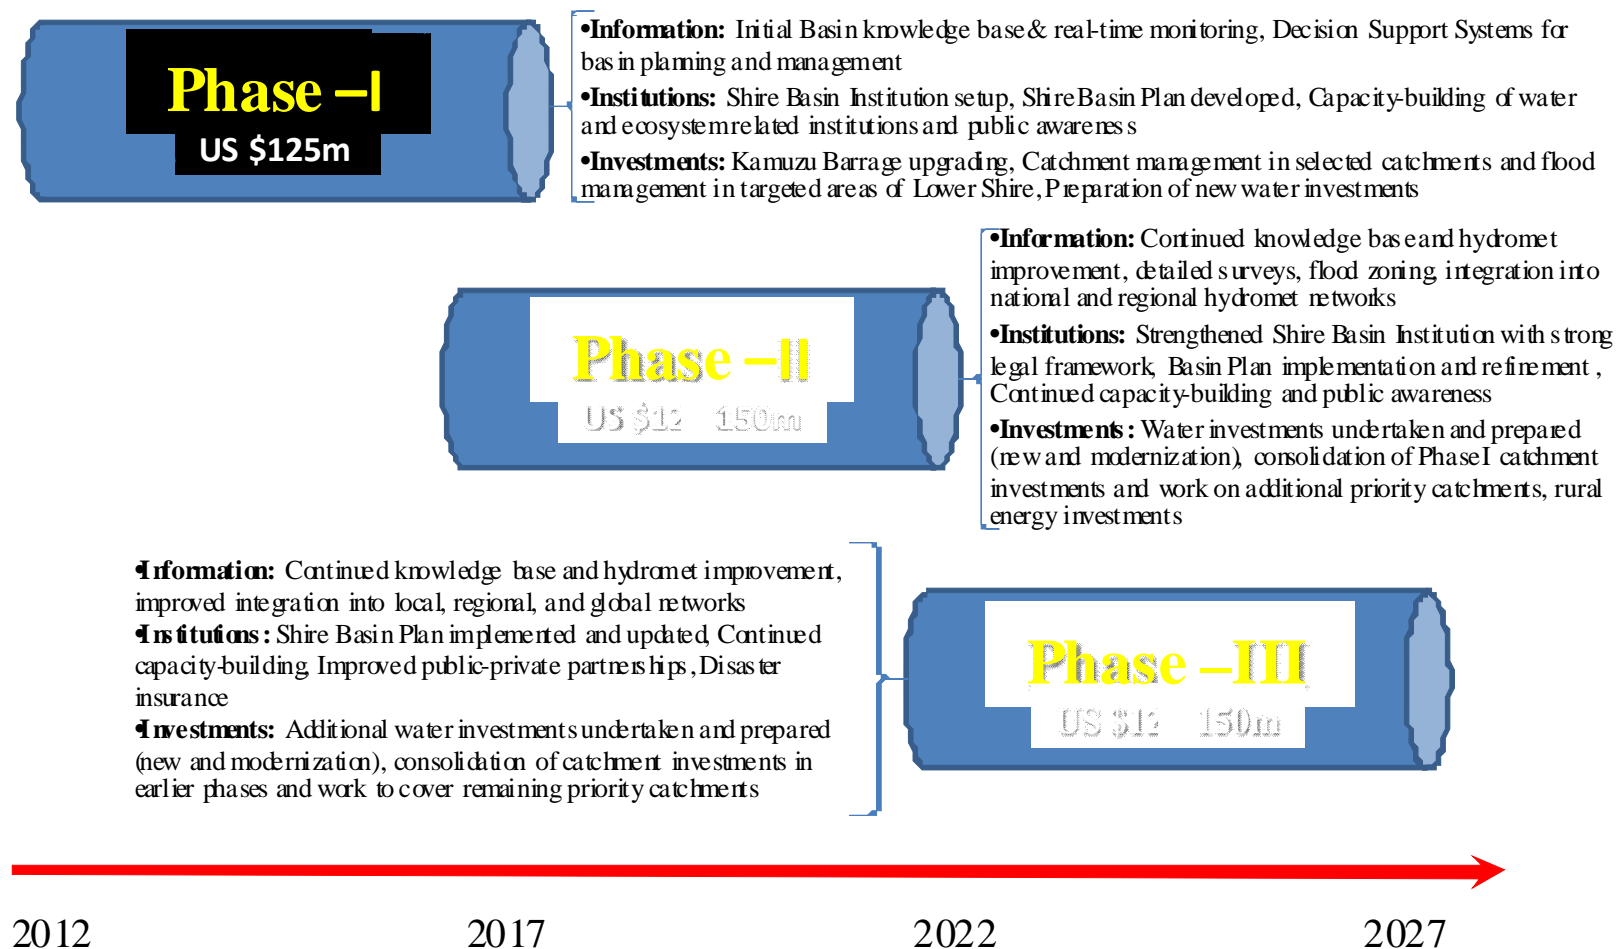 Phase –I
US $125m
•Information: Initial Basin knowledge base & real-time monitoring, Decision Support Systems for
basin planning and management
•Institutions: Shire Basin Institution setup, Shire Basin Plan developed, Capacity-building of water
and ecosystem related institutions and public awareness
•Investments: Kamuzu Barrage upgrading, Catchment management in selected catchments and flood
management in targeted areas of Lower Shire, Preparation of new water investments
Phase –II
US $12 150m
•Information: Continued knowledge base and hydromet
improvement, detailed surveys, flood zoning, integration into
national and regional hydromet networks
•Institutions: Strengthened Shire Basin Institution with strong
legal framework, Basin Plan implementation and refinement ,
Continued capacity-building and public awareness
•Investments: Water investments undertaken and prepared
(new and modernization), consolidation of Phase I catchment
investments and work on additional priority catchments, rural
energy investments
•Information: Continued knowledge base and hydromet improvement,
improved integration into local, regional, and global networks
•Institutions: Shire Basin Plan implemented and updated, Continued
capacity-building, Improved public-private partnerships, Disaster
insurance
•Investments: Additional water investments undertaken and prepared
(new and modernization), consolidation of catchment investments in
earlier phases and work to cover remaining priority catchments
Phase –III
US $12 150m
2012 2017 2022 2027